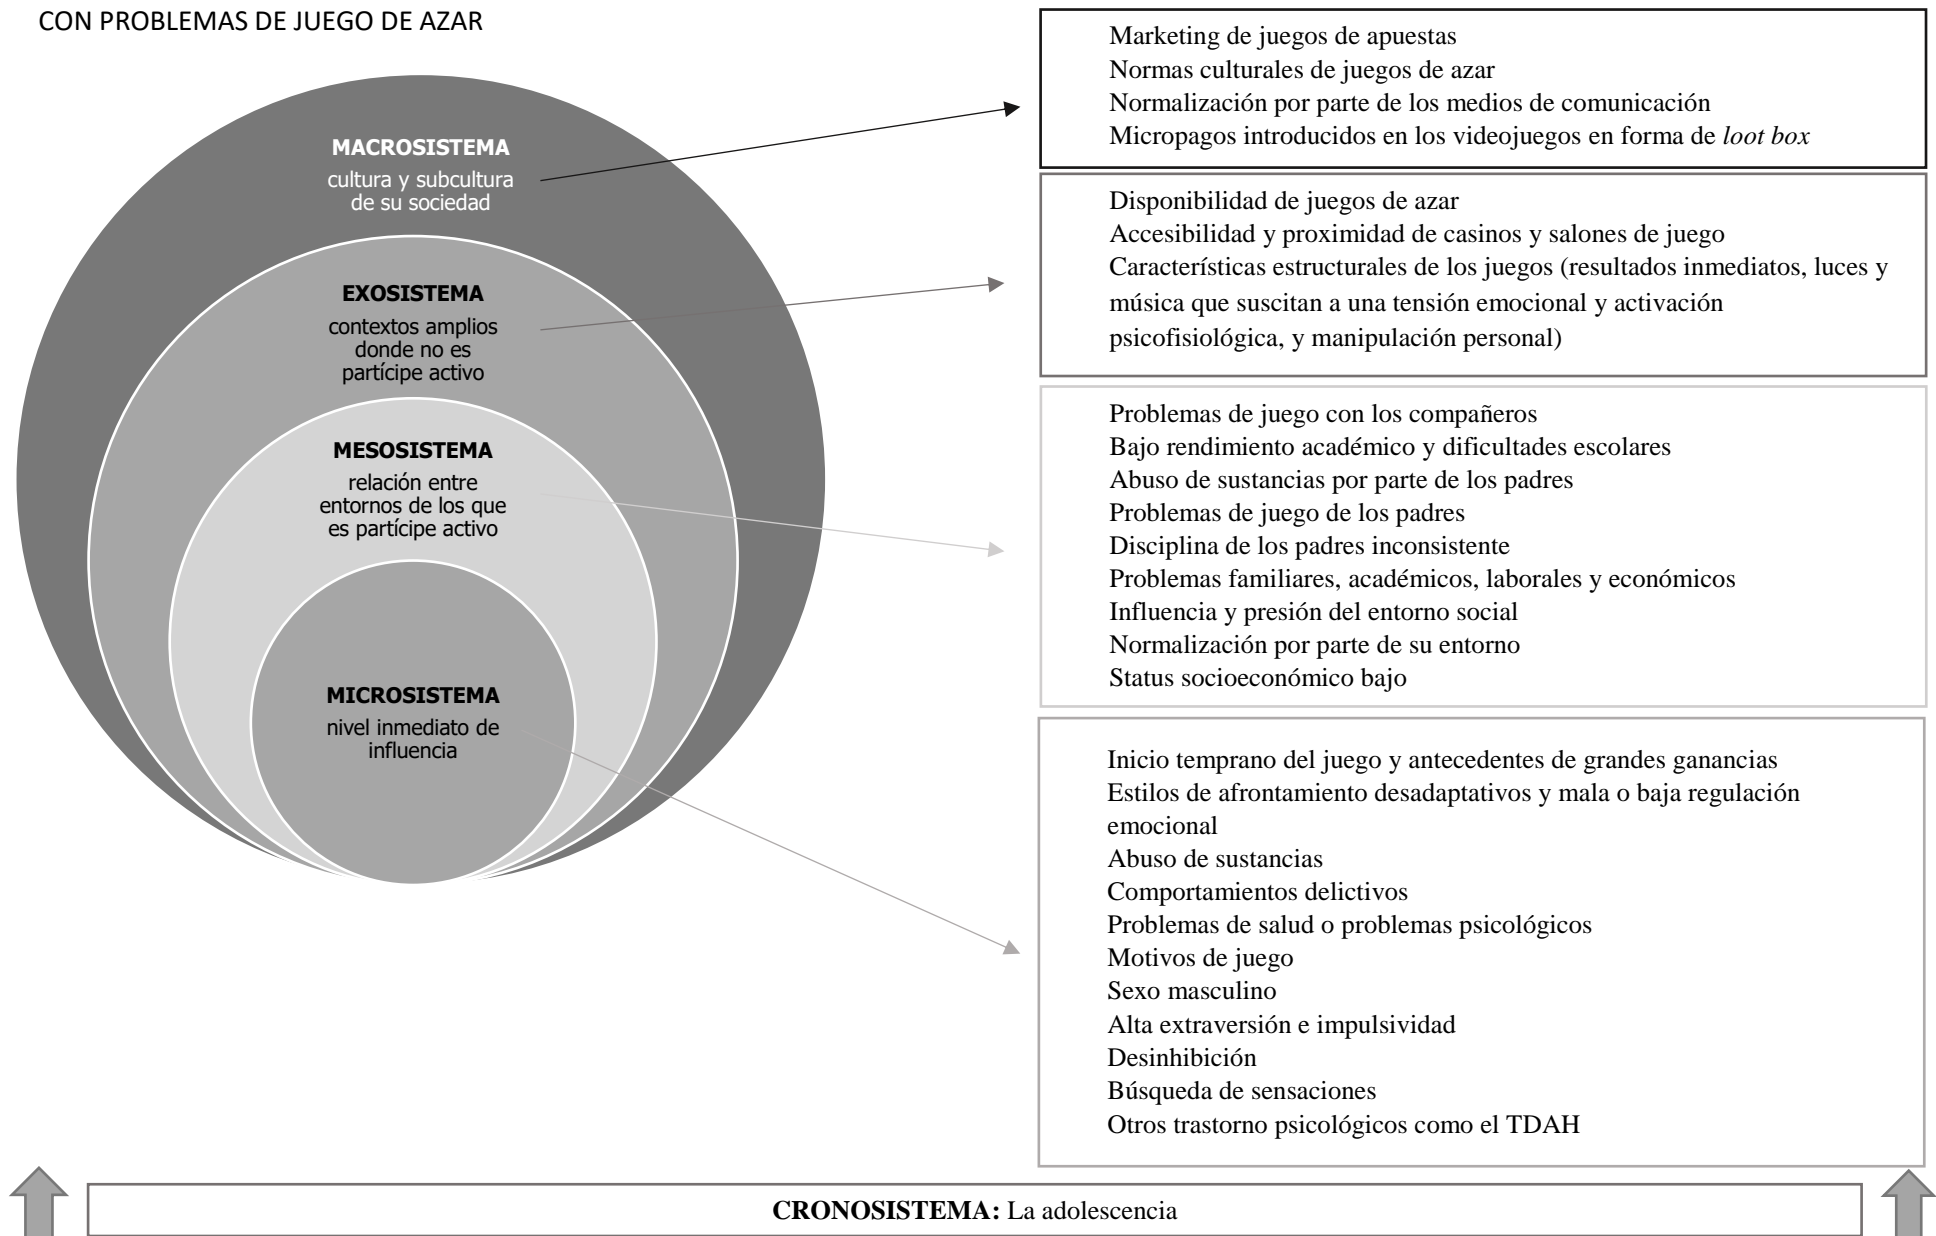 CON PROBLEMAS DE JUEGO DE AZAR
MACROSISTEMA
cultura y subcultura
de su sociedad
EXOSISTEMA
contextos amplios
donde no es
partícipe activo
MESOSISTEMA
relación entre
entornos de los que
es partícipe activo
MICROSISTEMA
nivel inmediato de
influencia
Marketing de juegos de apuestas
Normas culturales de juegos de azar
Normalización por parte de los medios de comunicación
Micropagos introducidos en los videojuegos en forma de loot box
Disponibilidad de juegos de azar
Accesibilidad y proximidad de casinos y salones de juego
Características estructurales de los juegos (resultados inmediatos, luces y
música que suscitan a una tensión emocional y activación
psicofisiológica, y manipulación personal)
Problemas de juego con los compañeros
Bajo rendimiento académico y dificultades escolares
Abuso de sustancias por parte de los padres
Problemas de juego de los padres
Disciplina de los padres inconsistente
Problemas familiares, académicos, laborales y económicos
Influencia y presión del entorno social
Normalización por parte de su entorno
Status socioeconómico bajo
Inicio temprano del juego y antecedentes de grandes ganancias
Estilos de afrontamiento desadaptativos y mala o baja regulación
emocional
Abuso de sustancias
Comportamientos delictivos
Problemas de salud o problemas psicológicos
Motivos de juego
Sexo masculino
Alta extraversión e impulsividad
Desinhibición
Búsqueda de sensaciones
Otros trastorno psicológicos como el TDAH
CRONOSISTEMA: La adolescencia